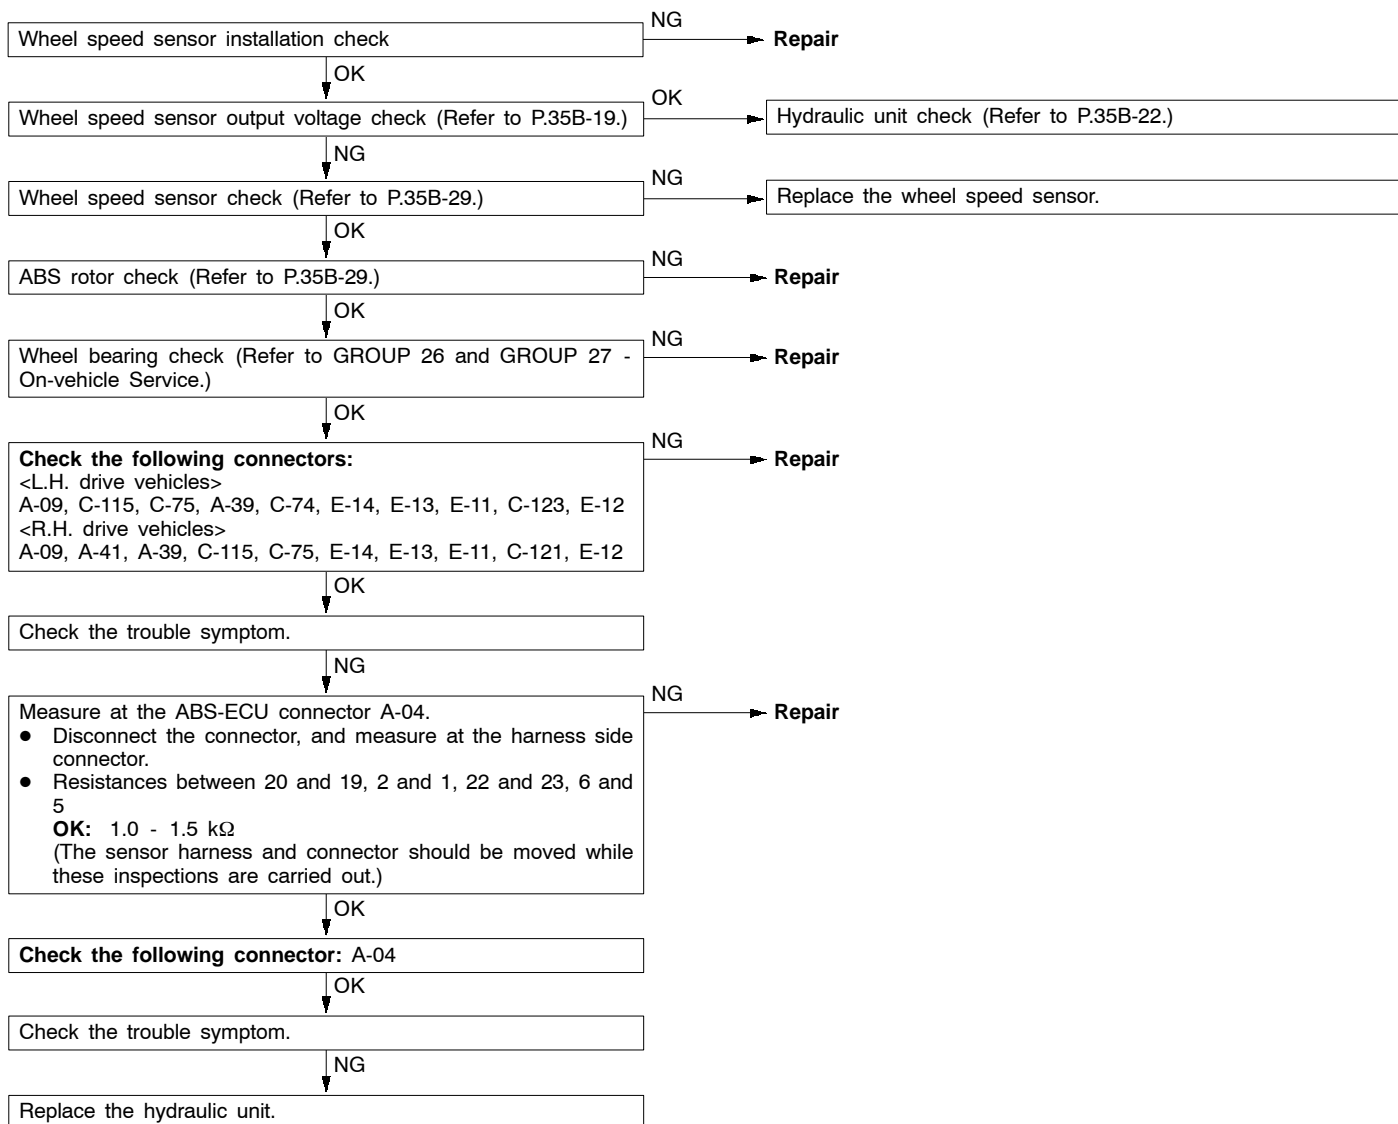 NG
Wheel speed sensor installation check
Repair
OK
OK
Wheel speed sensor output voltage check (Refer to P.35B-19.)
Hydraulic unit check (Refer to P.35B-22.)
NG
NG
Wheel speed sensor check (Refer to P.35B-29.)
Replace the wheel speed sensor.
OK
NG
ABS rotor check (Refer to P.35B-29.)
Repair
OK
NG
Wheel bearing check (Refer to GROUP 26 and GROUP 27 -
On-vehicle Service.)
Repair
OK
NG
Check the following connectors:
Repair
<L.H. drive vehicles>
A-09, C-115, C-75, A-39, C-74, E-14, E-13, E-11, C-123, E-12
<R.H. drive vehicles>
A-09, A-41, A-39, C-115, C-75, E-14, E-13, E-11, C-121, E-12
OK
Check the trouble symptom.
NG
NG
Measure at the ABS-ECU connector A-04.
Repair
● Disconnect the connector, and measure at the harness side
connector.
● Resistances between 20 and 19, 2 and 1, 22 and 23, 6 and
5
OK: 1.0 - 1.5 kΩ
(The sensor harness and connector should be moved while
these inspections are carried out.)
OK
Check the following connector: A-04
OK
Check the trouble symptom.
NG
Replace the hydraulic unit.